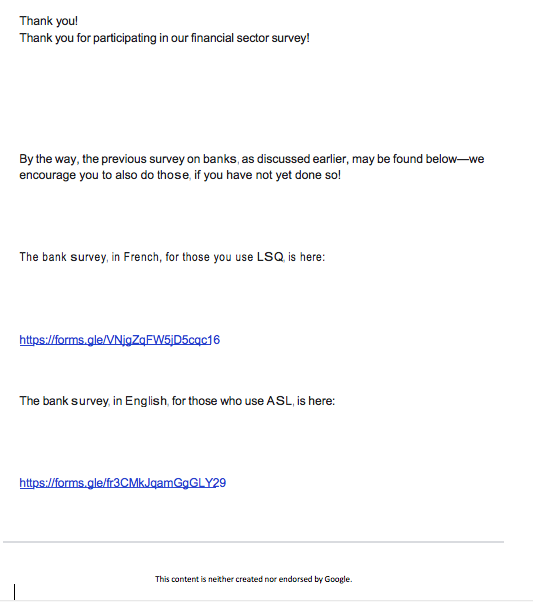 Thank you!
Thank you for participating in our financial sector survey!
By the way, the previous survey on banks, as discussed earlier, may be found below—we
encourage you to also do those, if you have not yet done so!
The bank survey, in French, for those you use LSQ, is here:
https://forms.gle/VNjgZqFW5jD5cqc16
The bank survey, in English, for those who use ASL, is here:
https://forms.gle/fr3CMkJqamGgGLY29
This content is neither created nor endorsed by Google.